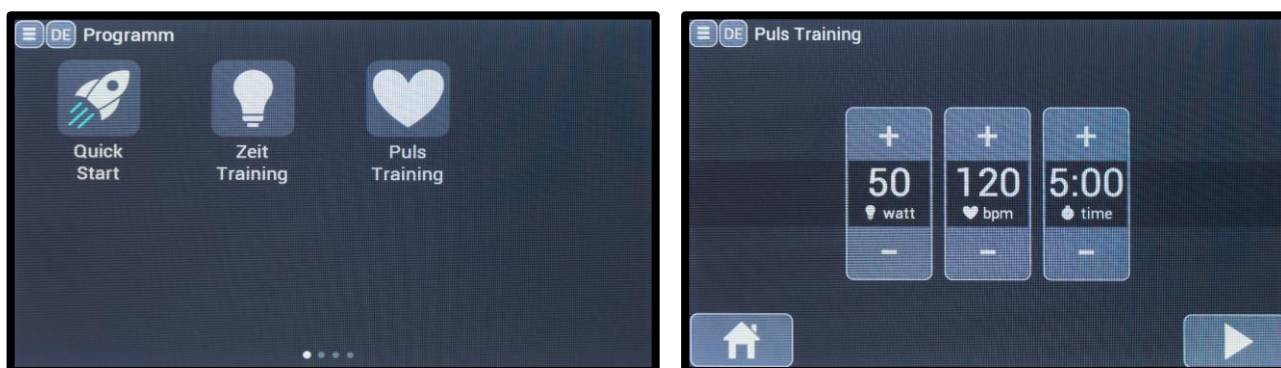 DE Programm
Quick
Start
Zeit
Training
Puls
Training
DE Puls Training
+ + +
50 120 5:00
watt bpm time
- - -